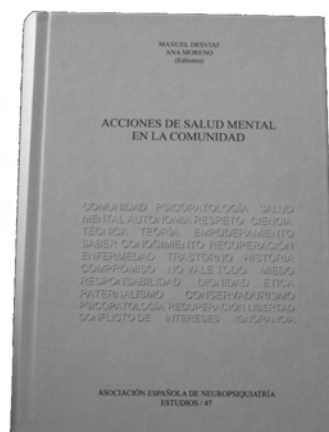 MANUEL DESVIAT
ANA MORENO
(Editores)
ACCIONES DE SALUD MENTAL
EN LA COMUNIDAD
COMUNIDAD PSICOPATOLOGÍA SALUD
MENTAL AUTONOMÍA RESPETO CIENCIA
TÉCNICA TEORÍA EMPODERAMIENTO
SABER CONOCIMIENTO RECUPERACIÓN
ENFERMEDAD TRASTORNO HISTORIA
COMPROMISO NO VALE TODO MIEDO
RESPONSABILIDAD DIGNIDAD ÉTICA
PATERNALISMO CONSERVADURISMO
PSICOPATOLOGÍA RECUPERACIÓN LIBERTAD
CONFLICTO DE INTERESES IGNORANCIA
ASOCIACIÓN ESPAÑOLA DE NEUROPSIQUIATRÍA
ESTUDIOS / 47